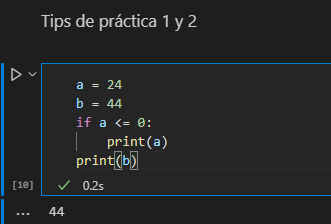 Tips de práctica 1 y 2
a = 24
b = 44
if a <= 0:
    print(a)
print(b)
[10]
0.2s
... 44